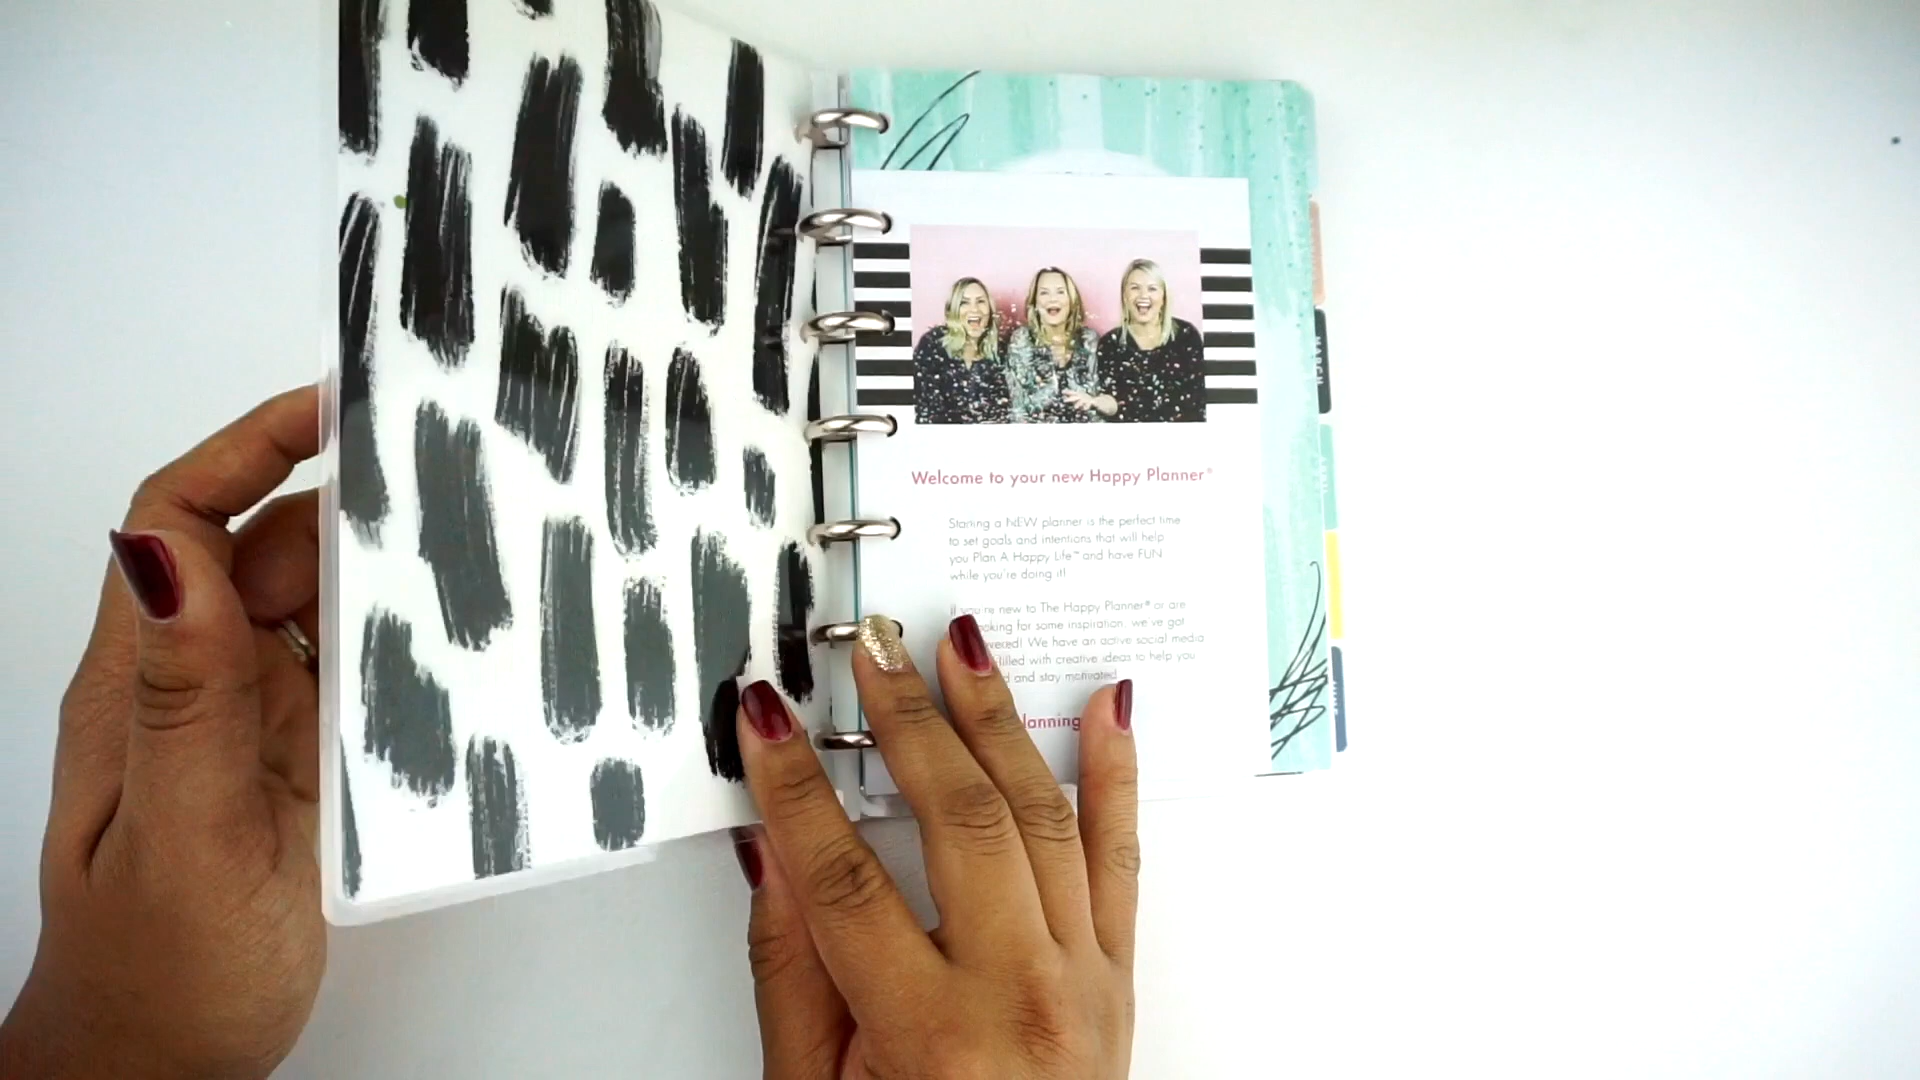 Welcome to your new Happy Planner®
Starting a NEW planner is the perfect time
to set goals and intentions that will help
you Plan A Happy Life™ and have FUN
while you're doing it!
If you're new to The Happy Planner® or are
for some inspiration, we've got
We have an active social media
filled with creative ideas to help you
and stay motivated
MARCH
APRIL
JUNE